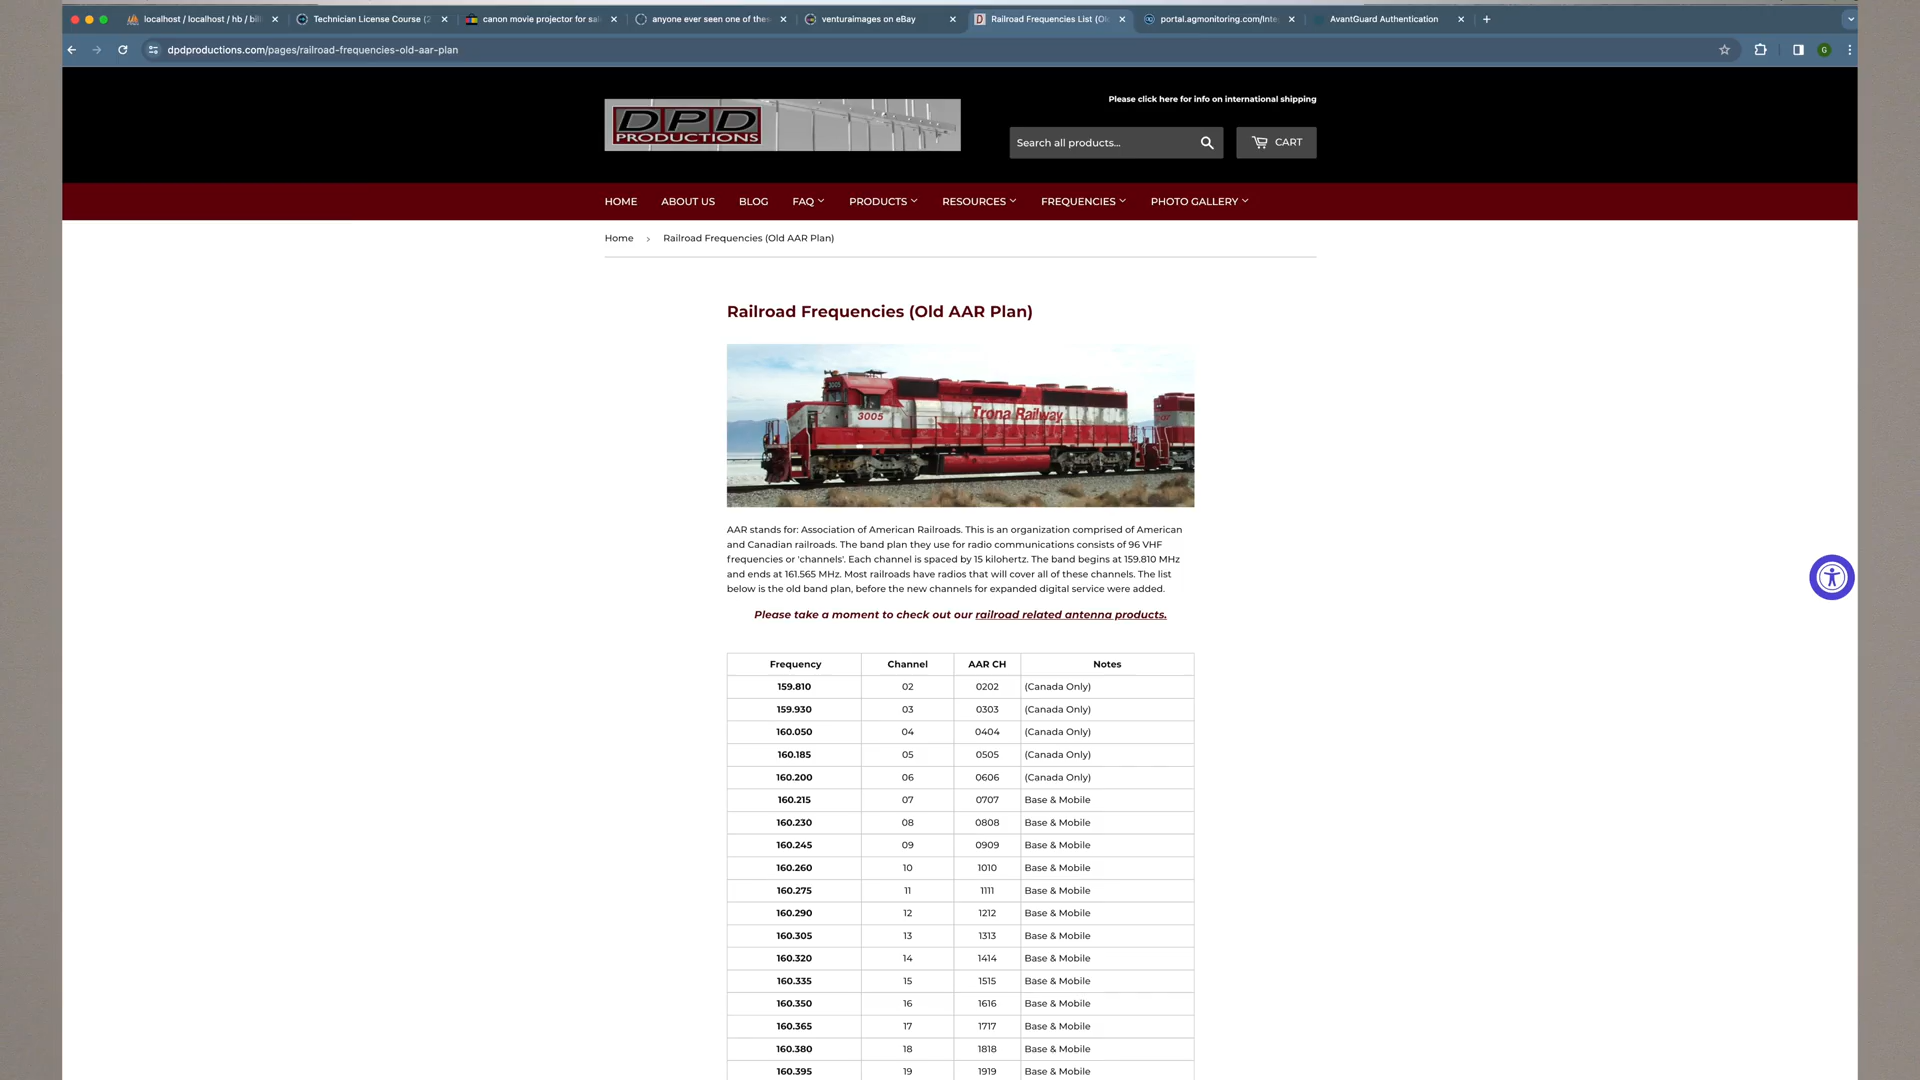 localhost / localhost / hb / bill
Technician License Course (2
canon movie projector for sal
anyone ever seen one of thes
venturaimages on eBay
Railroad Frequencies List (Ol
portal.agmonitoring.com/Inte
AvantGuard Authentication
dpdproductions.com/pages/railroad-frequencies-old-aar-plan
G
DPD
PRODUCTIONS
Please click here for info on international shipping
Search all products...
CART
HOME ABOUT US BLOG FAQ PRODUCTS RESOURCES FREQUENCIES PHOTO GALLERY
Home › Railroad Frequencies (Old AAR Plan)
Railroad Frequencies (Old AAR Plan)
3005
3005
Trona Railway
AAR stands for: Association of American Railroads. This is an organization comprised of American
and Canadian railroads. The band plan they use for radio communications consists of 96 VHF
frequencies or 'channels'. Each channel is spaced by 15 kilohertz. The band begins at 159.810 MHz
and ends at 161.565 MHz. Most railroads have radios that will cover all of these channels. The list
below is the old band plan, before the new channels for expanded digital service were added.
Please take a moment to check out our railroad related antenna products.
Frequency Channel AAR CH Notes
159.810 02 0202 (Canada Only)
159.930 03 0303 (Canada Only)
160.050 04 0404 (Canada Only)
160.185 05 0505 (Canada Only)
160.200 06 0606 (Canada Only)
160.215 07 0707 Base & Mobile
160.230 08 0808 Base & Mobile
160.245 09 0909 Base & Mobile
160.260 10 1010 Base & Mobile
160.275 11 1111 Base & Mobile
160.290 12 1212 Base & Mobile
160.305 13 1313 Base & Mobile
160.320 14 1414 Base & Mobile
160.335 15 1515 Base & Mobile
160.350 16 1616 Base & Mobile
160.365 17 1717 Base & Mobile
160.380 18 1818 Base & Mobile
160.395 19 1919 Base & Mobile